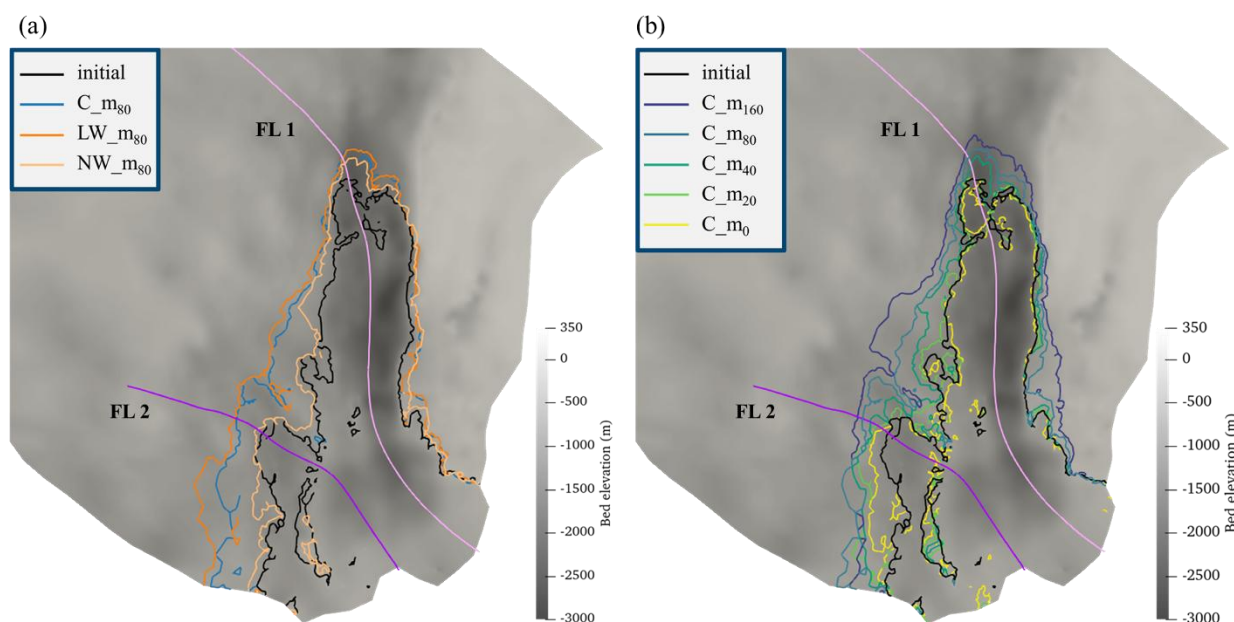 (a)
initial
C_m80
LW_m80
NW_m80
FL 1
FL 2
350
0
-500
-1000
-1500
-2000
-2500
-3000
Bed elevation (m)
(b)
initial
C_m160
C_m80
C_m40
C_m20
C_m0
FL 1
FL 2
350
0
-500
-1000
-1500
-2000
-2500
-3000
Bed elevation (m)